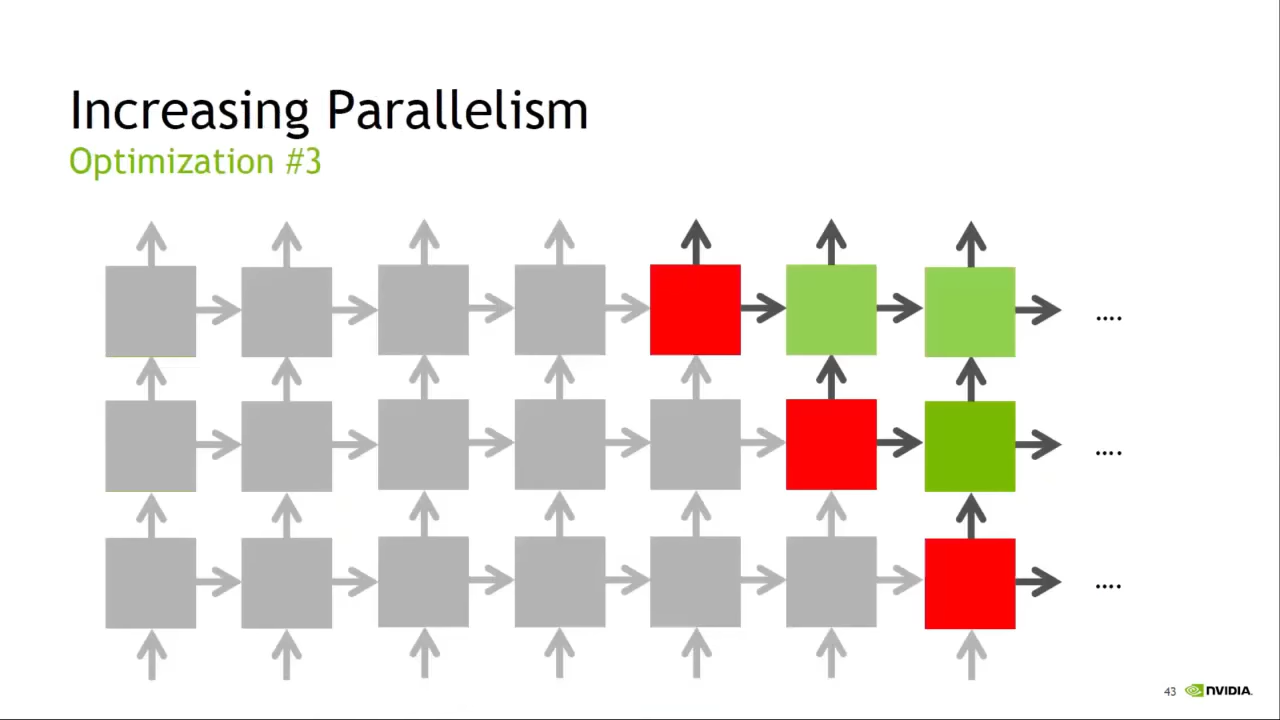 Increasing Parallelism
Optimization #3
....
....
....
43 NVIDIA.